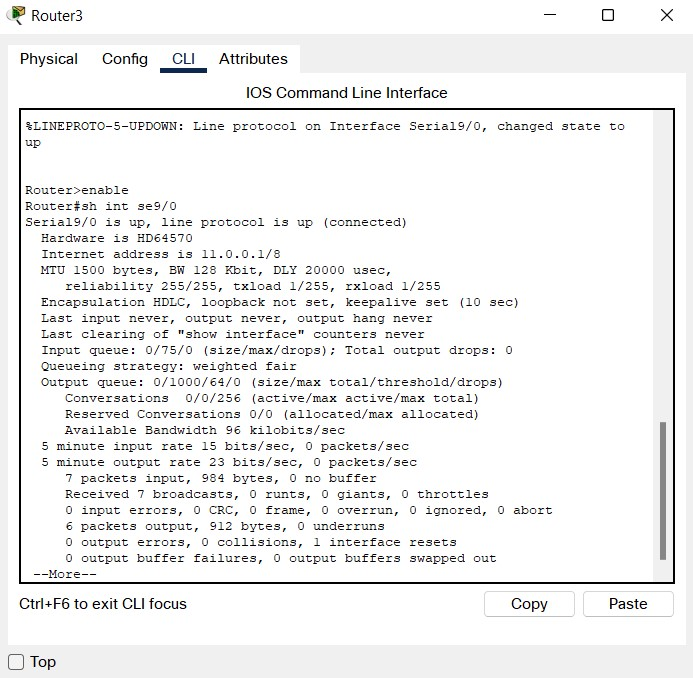 Router3
Physical Config CLI Attributes
IOS Command Line Interface
%LINEPROTO-5-UPDOWN: Line protocol on Interface Serial9/0, changed state to
up
Router>enable
Router#sh int se9/0
Serial9/0 is up, line protocol is up (connected)
Hardware is HD64570
Internet address is 11.0.0.1/8
MTU 1500 bytes, BW 128 Kbit, DLY 20000 usec,
reliability 255/255, txload 1/255, rxload 1/255
Encapsulation HDLC, loopback not set, keepalive set (10 sec)
Last input never, output never, output hang never
Last clearing of "show interface" counters never
Input queue: 0/75/0 (size/max/drops); Total output drops: 0
Queueing strategy: weighted fair
Output queue: 0/1000/64/0 (size/max total/threshold/drops)
Conversations 0/0/256 (active/max active/max total)
Reserved Conversations 0/0 (allocated/max allocated)
Available Bandwidth 96 kilobits/sec
5 minute input rate 15 bits/sec, 0 packets/sec
5 minute output rate 23 bits/sec, 0 packets/sec
7 packets input, 984 bytes, 0 no buffer
Received 7 broadcasts, 0 runts, 0 giants, 0 throttles
0 input errors, 0 CRC, 0 frame, 0 overrun, 0 ignored, 0 abort
6 packets output, 912 bytes, 0 underruns
0 output errors, 0 collisions, 1 interface resets
0 output buffer failures, 0 output buffers swapped out
--More--
Ctrl+F6 to exit CLI focus
Copy Paste
Top